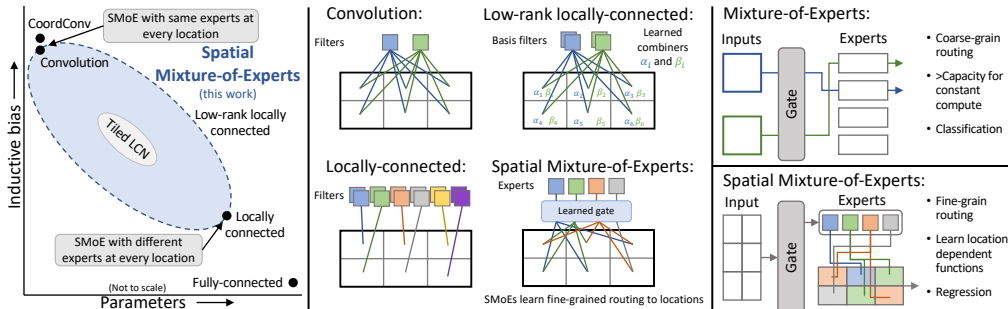 CoordConv
SMoE with same experts at
every location
Convolution
Spatial
Mixture-of-Experts
(this work)
Low-rank locally
connected
Tiled LCN
Locally
connected
SMoE with different
experts at every location
Fully-connected
(Not to scale)
Inductive bias
Parameters
Convolution:
Filters
Low-rank locally-connected:
Basis filters
Learned
combiners
αi and βi
α1 β1 α2 β2 α3 β3
α4 β4 α5 β5 α6 β6
Locally-connected:
Filters
Spatial Mixture-of-Experts:
Experts
Learned gate
SMoEs learn fine-grained routing to locations
Mixture-of-Experts:
Inputs
Experts
Gate
• Coarse-grain
routing
• >Capacity for
constant
compute
• Classification
Spatial Mixture-of-Experts:
Input
Experts
Gate
• Fine-grain
routing
• Learn location-
dependent
functions
• Regression